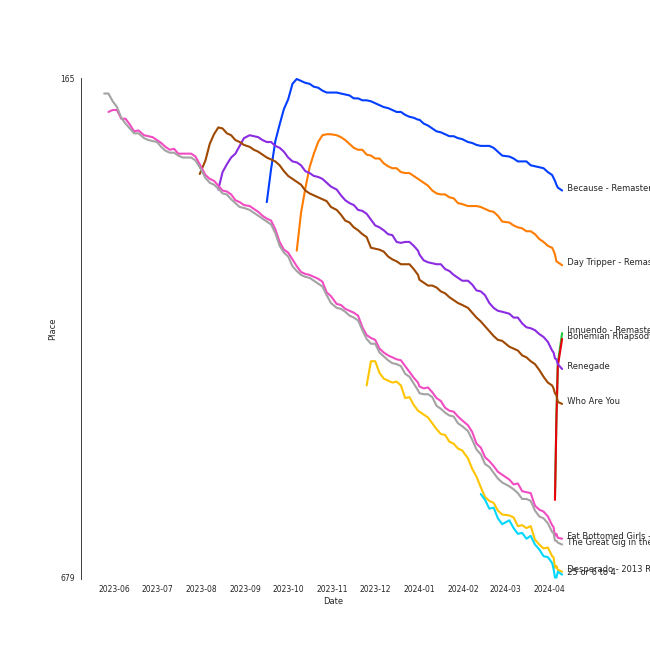 165
Because - Remaster
Day Tripper - Remas
Innuendo - Remaste
Bohemian Rhapsod
Place
Renegade
Who Are You
Fat Bottomed Girls -
The Great Gig in the
Desperado - 2013 R
25 or 6 to 4
679
2023-06 2023-07 2023-08 2023-09 2023-10 2023-11 2023-12 2024-01 2024-02 2024-03 2024-04
Date